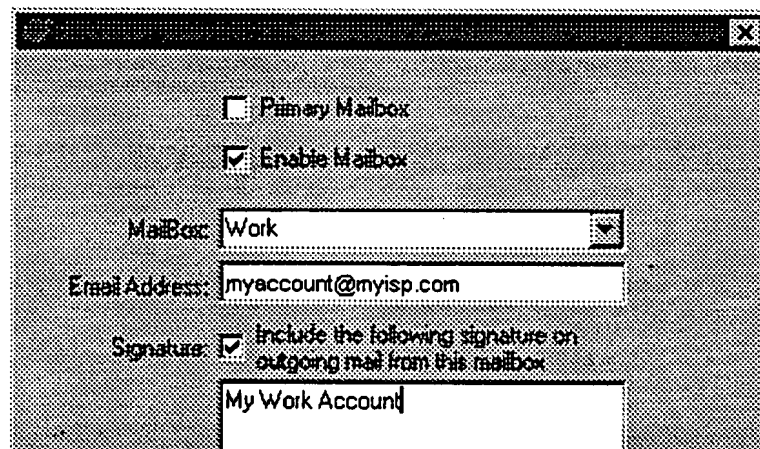 Primary Mailbox
Enable Mailbox
MailBox: Work
Email Address: myaccount@myisp.com
Signature: Include the following signature on
outgoing mail from this mailbox
My Work Account